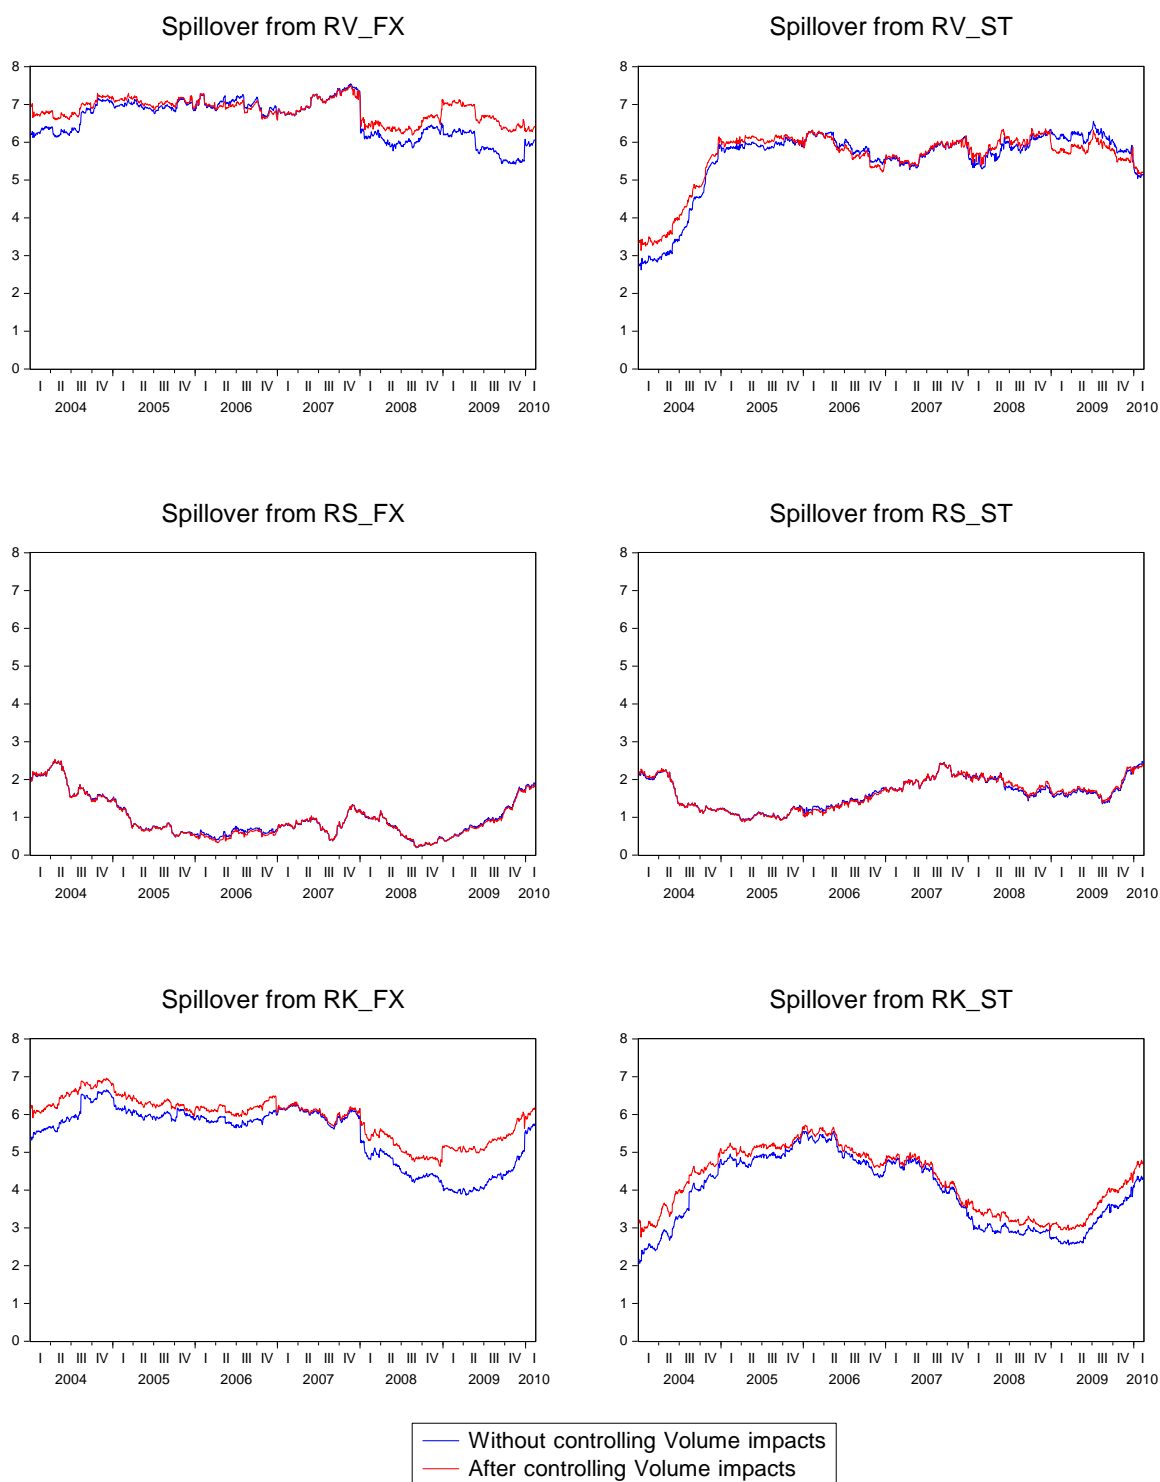 Spillover from RV_FX
8
7
6
5
4
3
2
1
0
I II III IV I II III IV I II III IV I II III IV I II III IV I II III IV I
2004 2005 2006 2007 2008 2009 2010
Spillover from RV_ST
8
7
6
5
4
3
2
1
0
I II III IV I II III IV I II III IV I II III IV I II III IV I II III IV I
2004 2005 2006 2007 2008 2009 2010
Spillover from RS_FX
8
7
6
5
4
3
2
1
0
I II III IV I II III IV I II III IV I II III IV I II III IV I II III IV I
2004 2005 2006 2007 2008 2009 2010
Spillover from RS_ST
8
7
6
5
4
3
2
1
0
I II III IV I II III IV I II III IV I II III IV I II III IV I II III IV I
2004 2005 2006 2007 2008 2009 2010
Spillover from RK_FX
8
7
6
5
4
3
2
1
0
I II III IV I II III IV I II III IV I II III IV I II III IV I II III IV I
2004 2005 2006 2007 2008 2009 2010
Spillover from RK_ST
8
7
6
5
4
3
2
1
0
I II III IV I II III IV I II III IV I II III IV I II III IV I II III IV I
2004 2005 2006 2007 2008 2009 2010
Without controlling Volume impacts
After controlling Volume impacts